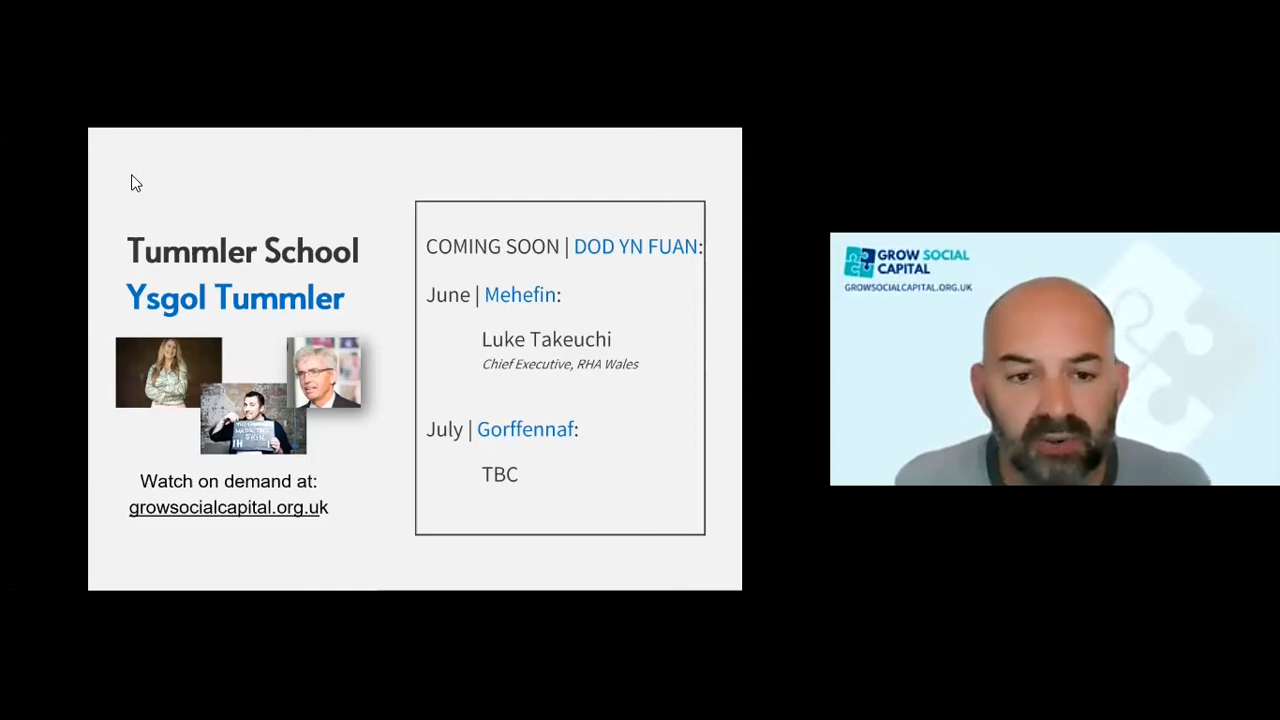 Tummler School
Ysgol Tummler
Watch on demand at:
growsocialcapital.org.uk
COMING SOON | DOD YN FUAN:
June | Mehefin:
Luke Takeuchi
Chief Executive, RHA Wales
July | Gorffennaf:
TBC
GROW SOCIAL
CAPITAL
GROWSOCIALCAPITAL.ORG.UK